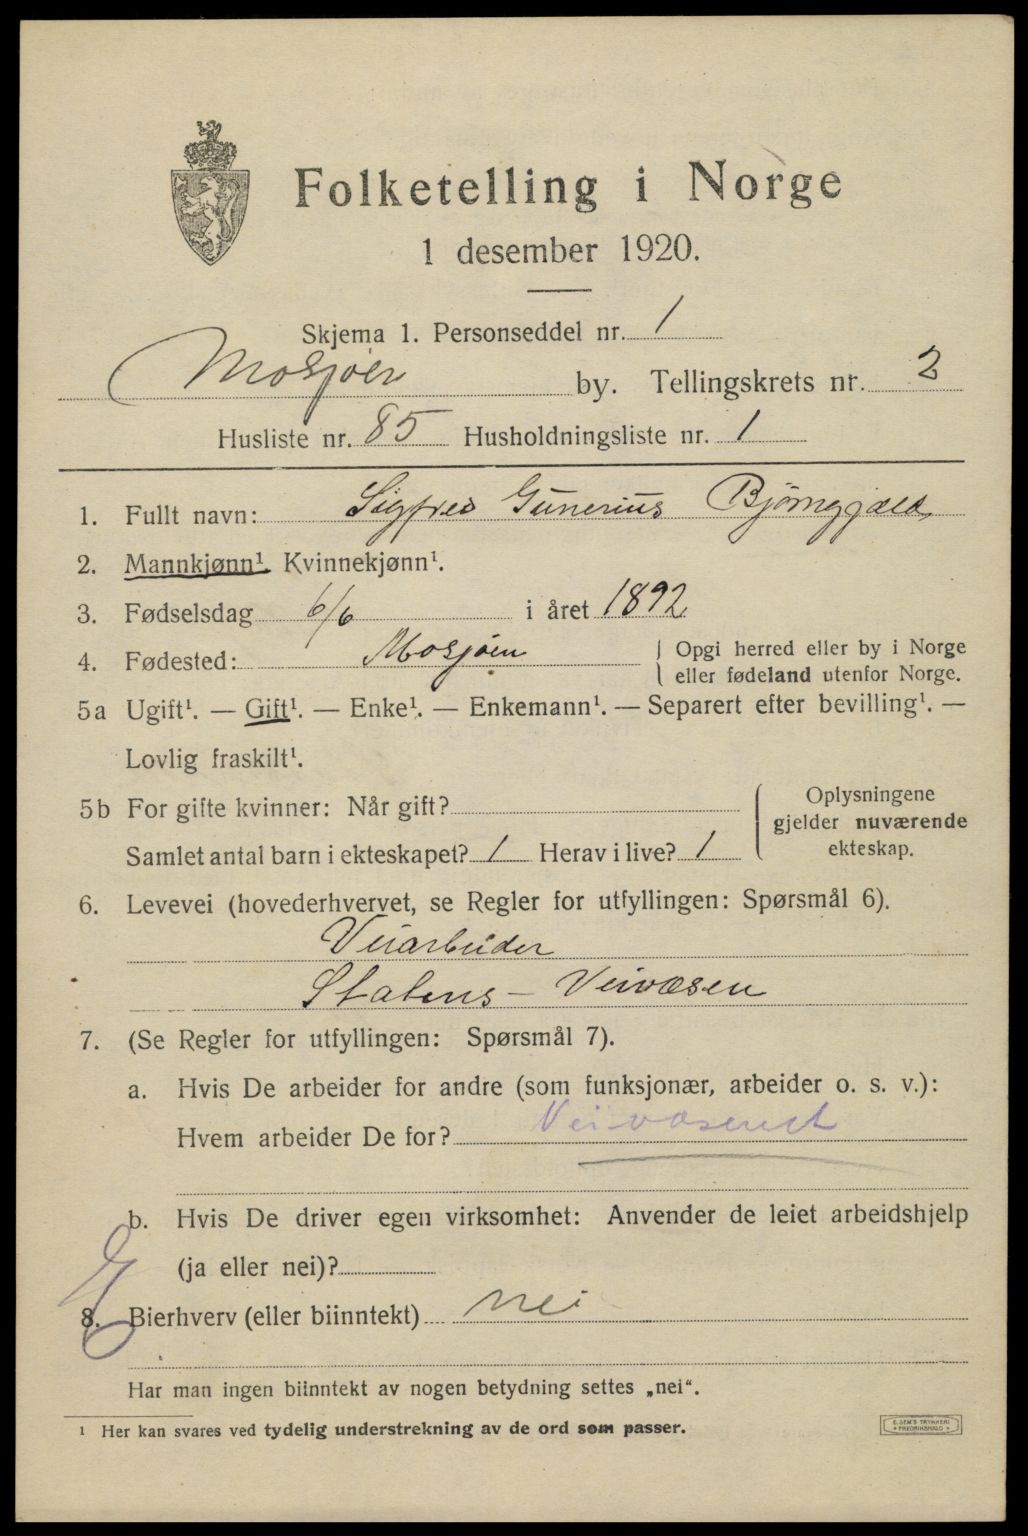 Folketelling i Norge
1 desember 1920.
Skjema 1. Personseddel nr. 1
Mosjøen by. Tellingskrets nr. 2
Husliste nr. 85 Husholdningsliste nr. 1
1. Fullt navn: Sigfred Gunerius Bjørnggjæld
2. Mannkjønn¹. Kvinnekjønn¹.
3. Fødselsdag 6/6 i året 1892
4. Fødested: Mosjøen
Opgi herred eller by i Norge
eller fødeland utenfor Norge.
5a Ugift¹. — Gift¹. — Enke¹. — Enkemann¹. — Separert efter bevilling¹. —
Lovlig fraskilt¹.
5b For gifte kvinner: Når gift?
Samlet antal barn i ekteskapet? 1 Herav i live? 1
Oplysningene
gjelder nuværende
ekteskap.
6. Levevei (hovederhvervet, se Regler for utfyllingen: Spørsmål 6).
Veiarbeider
Statens - Veivæsen
7. (Se Regler for utfyllingen: Spørsmål 7).
a. Hvis De arbeider for andre (som funksjonær, arbeider o. s. v.):
Hvem arbeider De for? Veivæsenet
b. Hvis De driver egen virksomhet: Anvender de leiet arbeidshjelp
(ja eller nei)?
8. Bierhverv (eller biinntekt) nei
Har man ingen biinntekt av nogen betydning settes „nei“.
¹ Her kan svares ved tydelig understrekning av de ord som passer.
E. SEM'S TRYKKERI
FREDRIKSHALD